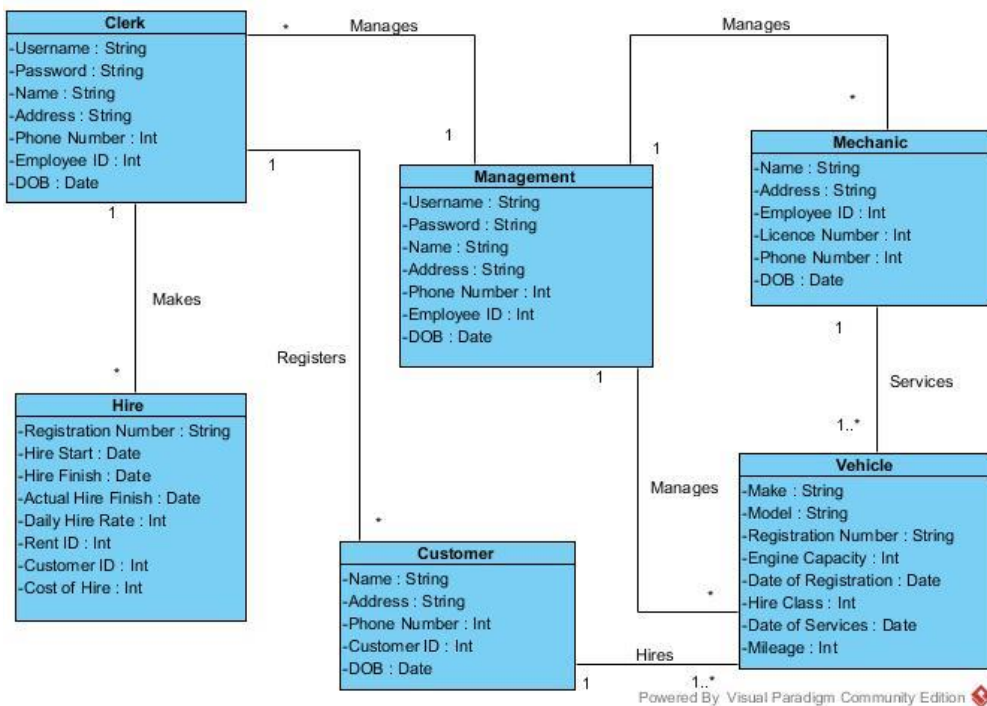 Clerk
-Username : String
-Password : String
-Name : String
-Address : String
-Phone Number : Int
-Employee ID : Int
-DOB : Date
*
Manages
1
Manages
*
1
Mechanic
-Name : String
-Address : String
-Employee ID : Int
-Licence Number : Int
-Phone Number : Int
-DOB : Date
1
1
Management
-Username : String
-Password : String
-Name : String
-Address : String
-Phone Number : Int
-Employee ID : Int
-DOB : Date
1
Makes
*
Registers
*
Services
1..*
Manages
*
Hire
-Registration Number : String
-Hire Start : Date
-Hire Finish : Date
-Actual Hire Finish : Date
-Daily Hire Rate : Int
-Rent ID : Int
-Customer ID : Int
-Cost of Hire : Int
Customer
-Name : String
-Address : String
-Phone Number : Int
-Customer ID : Int
-DOB : Date
Vehicle
-Make : String
-Model : String
-Registration Number : String
-Engine Capacity : Int
-Date of Registration : Date
-Hire Class : Int
-Date of Services : Date
-Mileage : Int
Hires
1
1..*
Powered By Visual Paradigm Community Edition